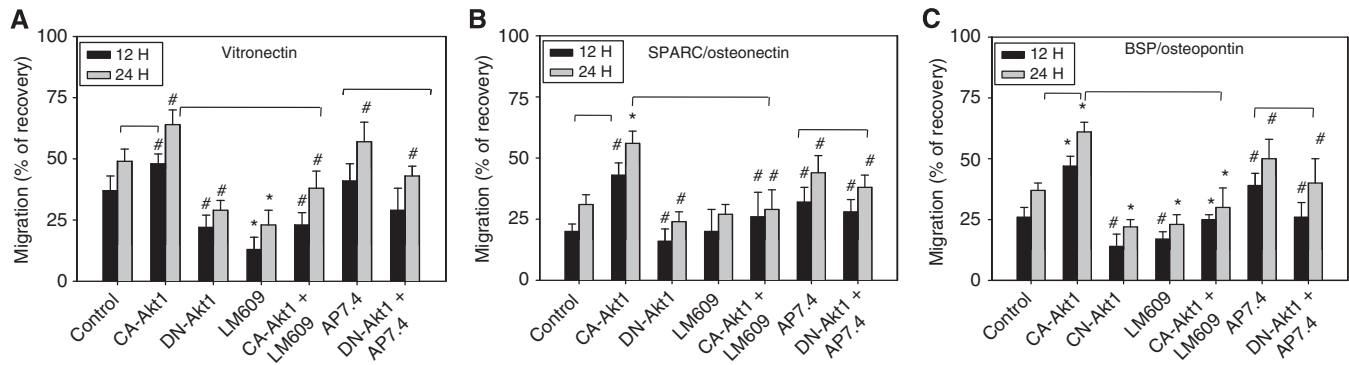 A
Migration (% of recovery)
100
75
50
25
0
12 H
24 H
Vitronectin
#
#
#
#
*
*
#
#
#
#
Control
CA-Akt1
DN-Akt1
LM609
CA-Akt1 +
LM609
AP7.4
DN-Akt1 +
AP7.4
B
Migration (% of recovery)
100
75
50
25
0
12 H
24 H
SPARC/osteonectin
#
*
#
#
#
#
#
#
#
#
Control
CA-Akt1
DN-Akt1
LM609
CA-Akt1 +
LM609
AP7.4
DN-Akt1 +
AP7.4
C
Migration (% of recovery)
100
75
50
25
0
12 H
24 H
BSP/osteopontin
*
*
#
*
#
*
*
*
#
#
#
#
Control
CA-Akt1
CN-Akt1
LM609
CA-Akt1 +
LM609
AP7.4
DN-Akt1 +
AP7.4